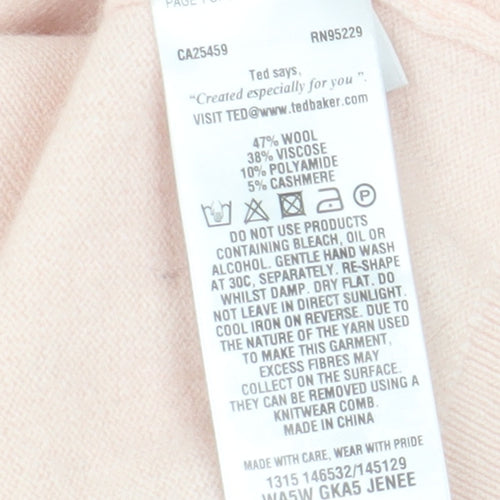 CA25459 RN95229
Ted says,
“Created especially for you”.
VISIT TED@www.tedbaker.com
47% WOOL
38% VISCOSE
10% POLYAMIDE
5% CASHMERE
P
DO NOT USE PRODUCTS
CONTAINING BLEACH, OIL OR
ALCOHOL. GENTLE HAND WASH
AT 30C, SEPARATELY. RE-SHAPE
WHILST DAMP. DRY FLAT. DO
NOT LEAVE IN DIRECT SUNLIGHT.
COOL IRON ON REVERSE. DUE TO
THE NATURE OF THE YARN USED
TO MAKE THIS GARMENT,
EXCESS FIBRES MAY
COLLECT ON THE SURFACE.
THEY CAN BE REMOVED USING A
KNITWEAR COMB.
MADE IN CHINA
MADE WITH CARE, WEAR WITH PRIDE
1315 146532/145129
WA5W GKA5 JENEE